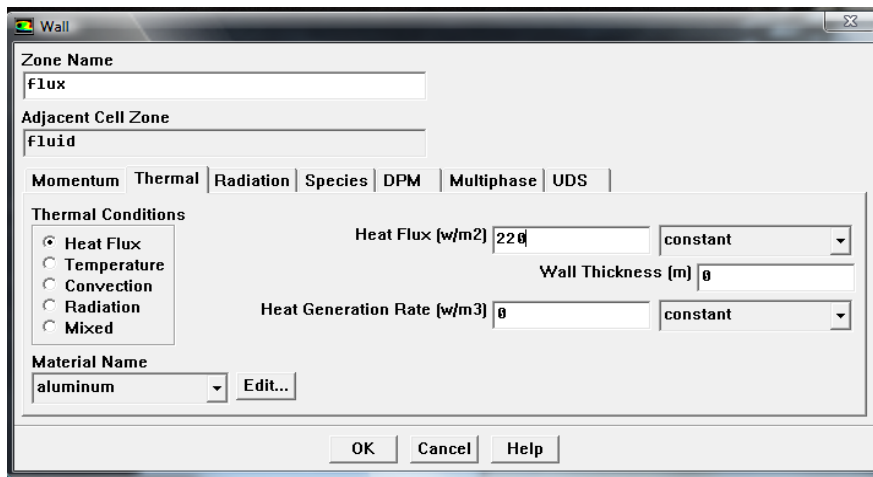 Wall
Zone Name
flux
Adjacent Cell Zone
fluid
Momentum Thermal Radiation Species DPM Multiphase UDS
Thermal Conditions
Heat Flux
Temperature
Convection
Radiation
Mixed
Heat Flux (w/m2) 220 constant
Wall Thickness (m) 0
Heat Generation Rate (w/m3) 0 constant
Material Name
aluminum Edit...
OK Cancel Help